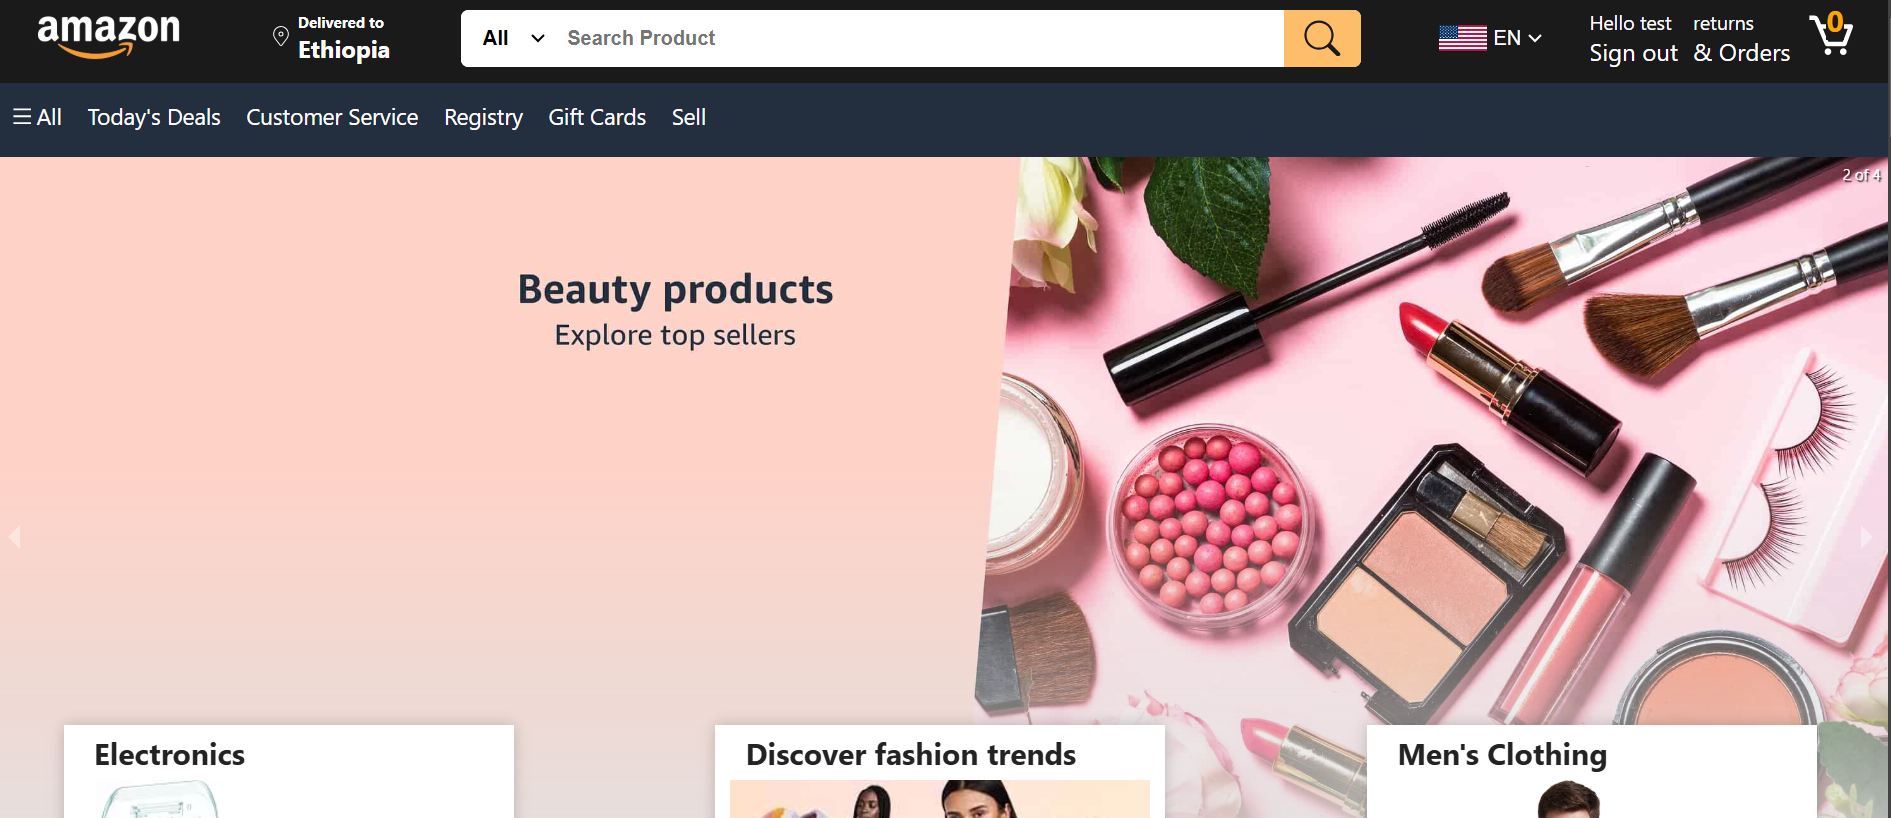 amazon
Delivered to
Ethiopia
All
Search Product
EN
Hello test
Sign out
returns
& Orders
0
All
Today's Deals
Customer Service
Registry
Gift Cards
Sell
2 of 4
Beauty products
Explore top sellers
Electronics
Discover fashion trends
Men's Clothing